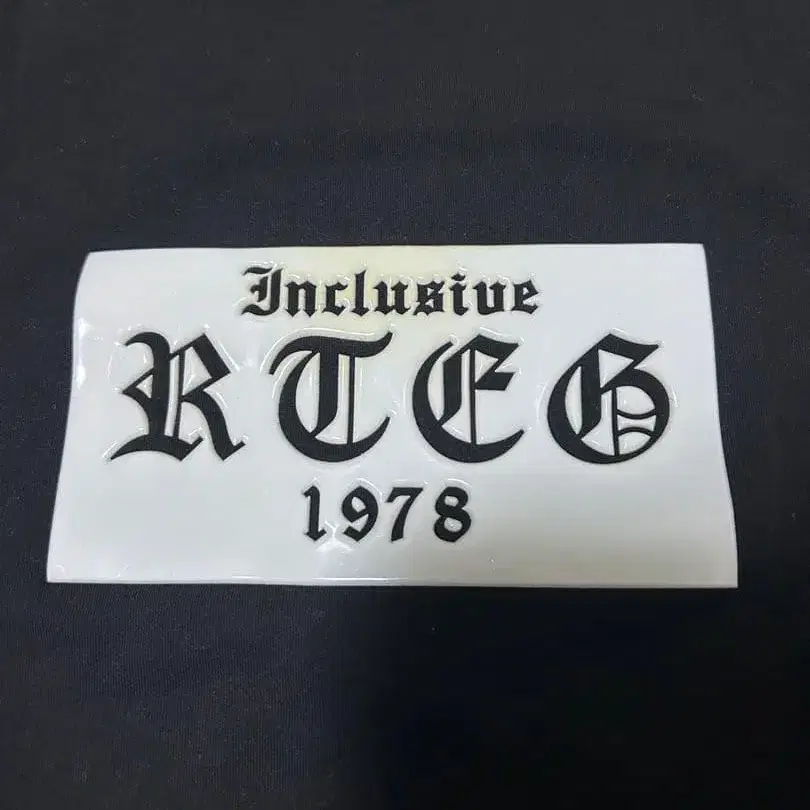 Inclusive
RTEG
1978